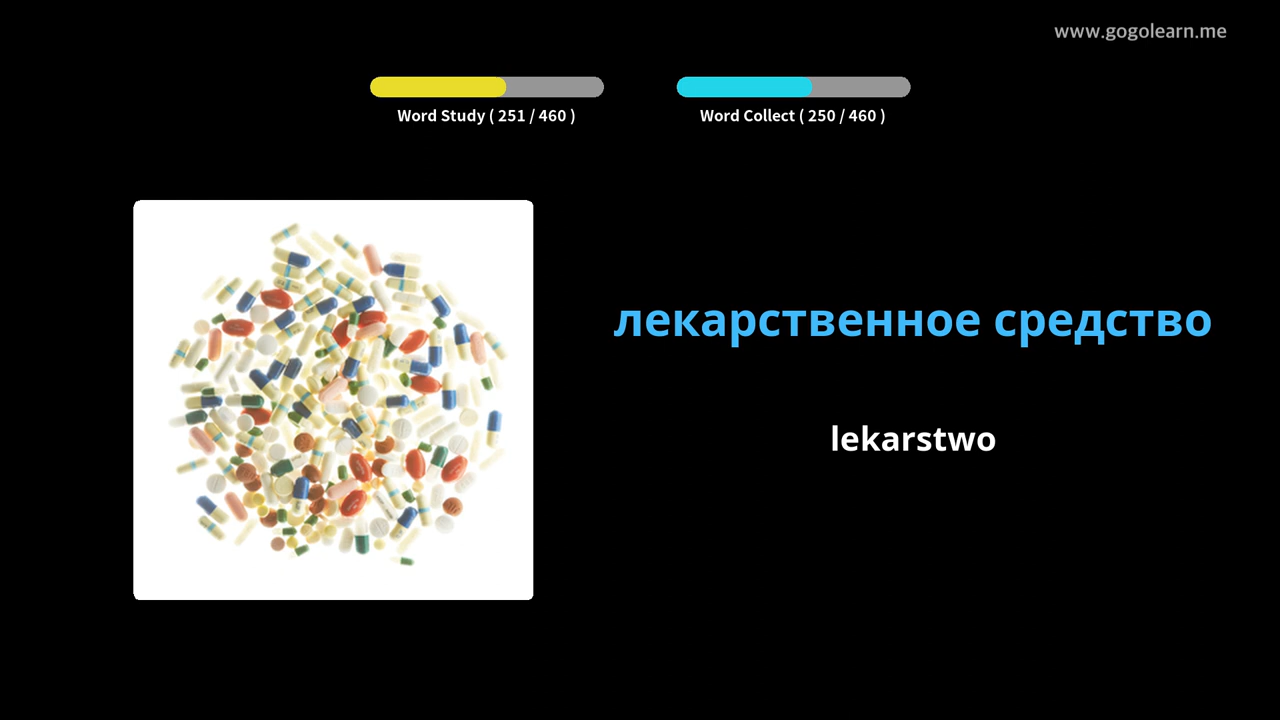 www.gogolearn.me
Word Study ( 251 / 460 )
Word Collect ( 250 / 460 )
лекарственное средство
lekarstwo